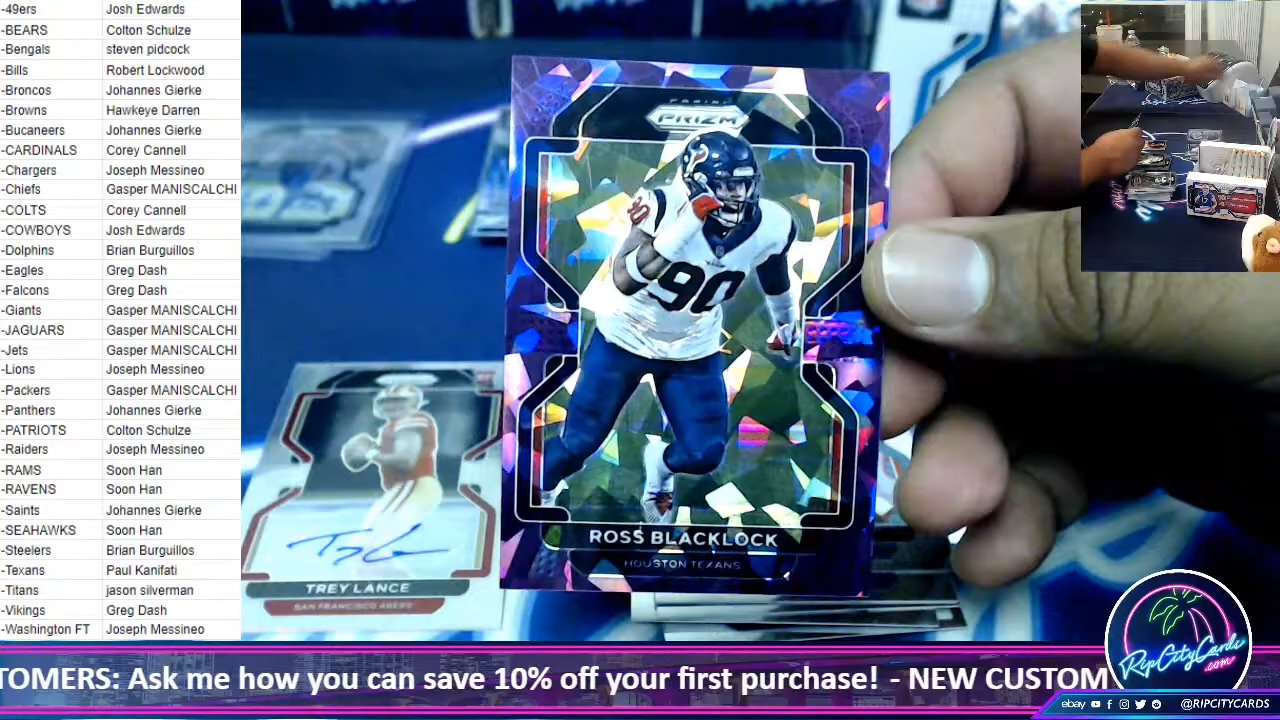 -49ers Josh Edwards
-BEARS Colton Schulze
-Bengals steven pidcock
-Bills Robert Lockwood
-Broncos Johannes Gierke
-Browns Hawkeye Darren
-Bucaneers Johannes Gierke
-CARDINALS Corey Cannell
-Chargers Joseph Messineo
-Chiefs Gasper MANISCALCHI
-COLTS Corey Cannell
-COWBOYS Josh Edwards
-Dolphins Brian Burguillos
-Eagles Greg Dash
-Falcons Greg Dash
-Giants Gasper MANISCALCHI
-JAGUARS Gasper MANISCALCHI
-Jets Gasper MANISCALCHI
-Lions Joseph Messineo
-Packers Gasper MANISCALCHI
-Panthers Johannes Gierke
-PATRIOTS Colton Schulze
-Raiders Joseph Messineo
-RAMS Soon Han
-RAVENS Soon Han
-Saints Johannes Gierke
-SEAHAWKS Soon Han
-Steelers Brian Burguillos
-Texans Paul Kanifati
-Titans jason silverman
-Vikings Greg Dash
-Washington FT Joseph Messineo
PANINI
PRIZM
90
90
ROSS BLACKLOCK
HOUSTON TEXANS
TREY LANCE
SAN FRANCISCO 49ERS
RipCityCards
.com
TOMERS: Ask me how you can save 10% off your first purchase! - NEW CUSTOM
ebay @RIPCITYCARDS